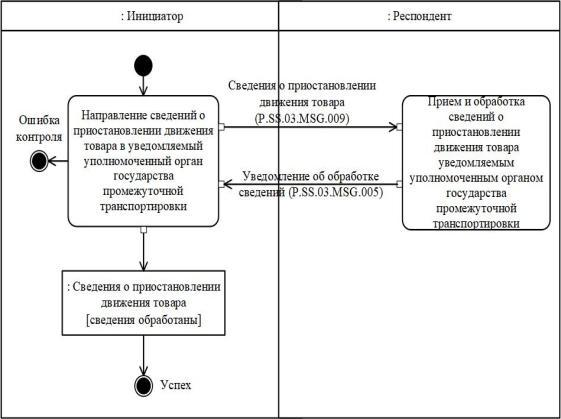 : Инициатор
: Респондент
Ошибка
контроля
Направление сведений о
приостановлении движения
товара в уведомляемый
уполномоченный орган
государства
промежуточной
транспортировки
Сведения о приостановлении
движения товара
(P.SS.03.MSG.009)
Уведомление об обработке
сведений (P.SS.03.MSG.005)
Прием и обработка
сведений о
приостановлении
движения товара
уведомляемым
уполномоченным органом
государства
промежуточной
транспортировки
: Сведения о приостановлении
движения товара
[сведения обработаны]
Успех